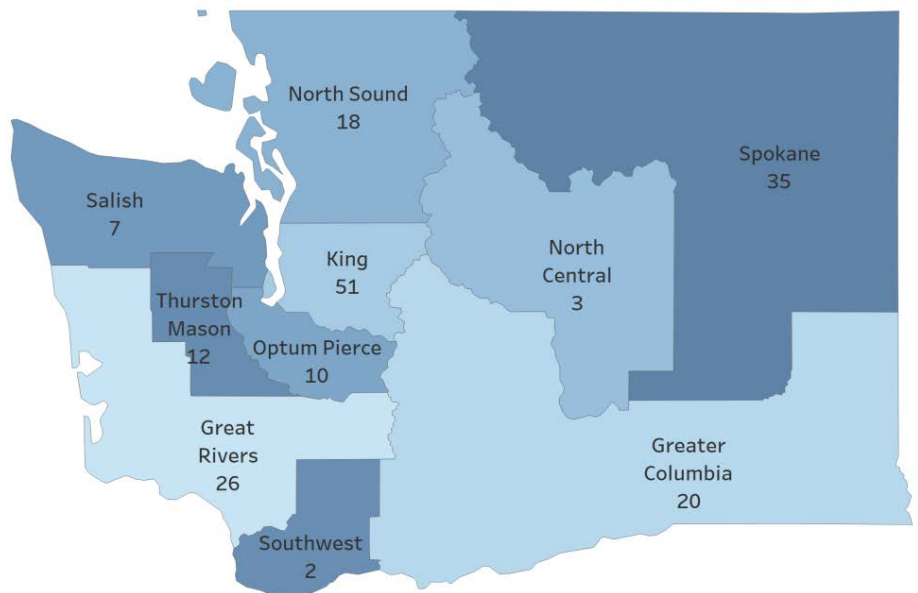 North Sound
18
Spokane
35
Salish
7
King
51
North
Central
3
Thurston
Mason
12
Optum Pierce
10
Great
Rivers
26
Greater
Columbia
20
Southwest
2